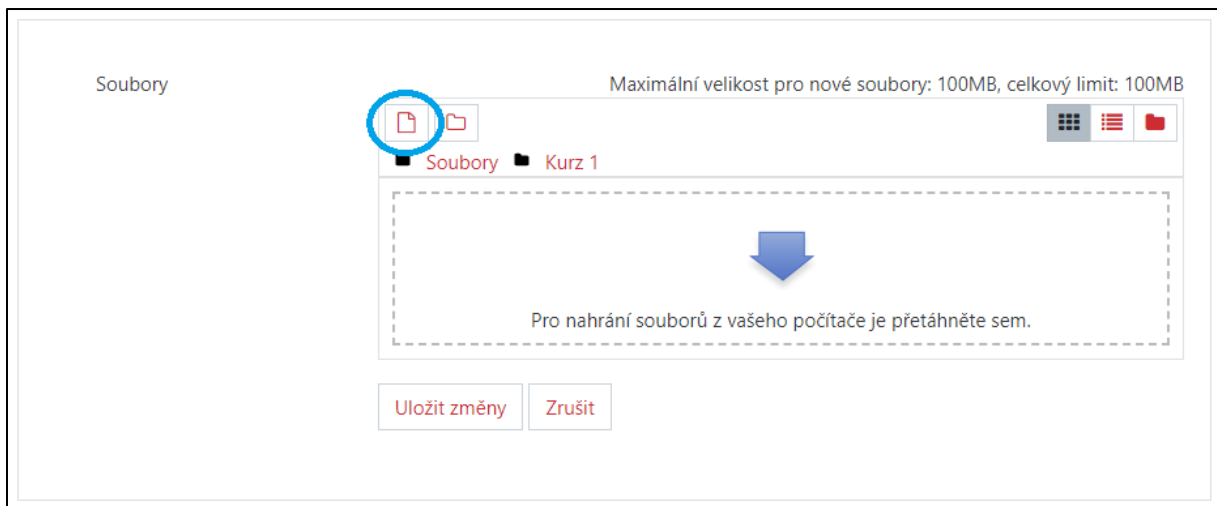 Soubory
Maximální velikost pro nové soubory: 100MB, celkový limit: 100MB
Soubory Kurz 1
Pro nahrání souborů z vašeho počítače je přetáhněte sem.
Uložit změny Zrušit